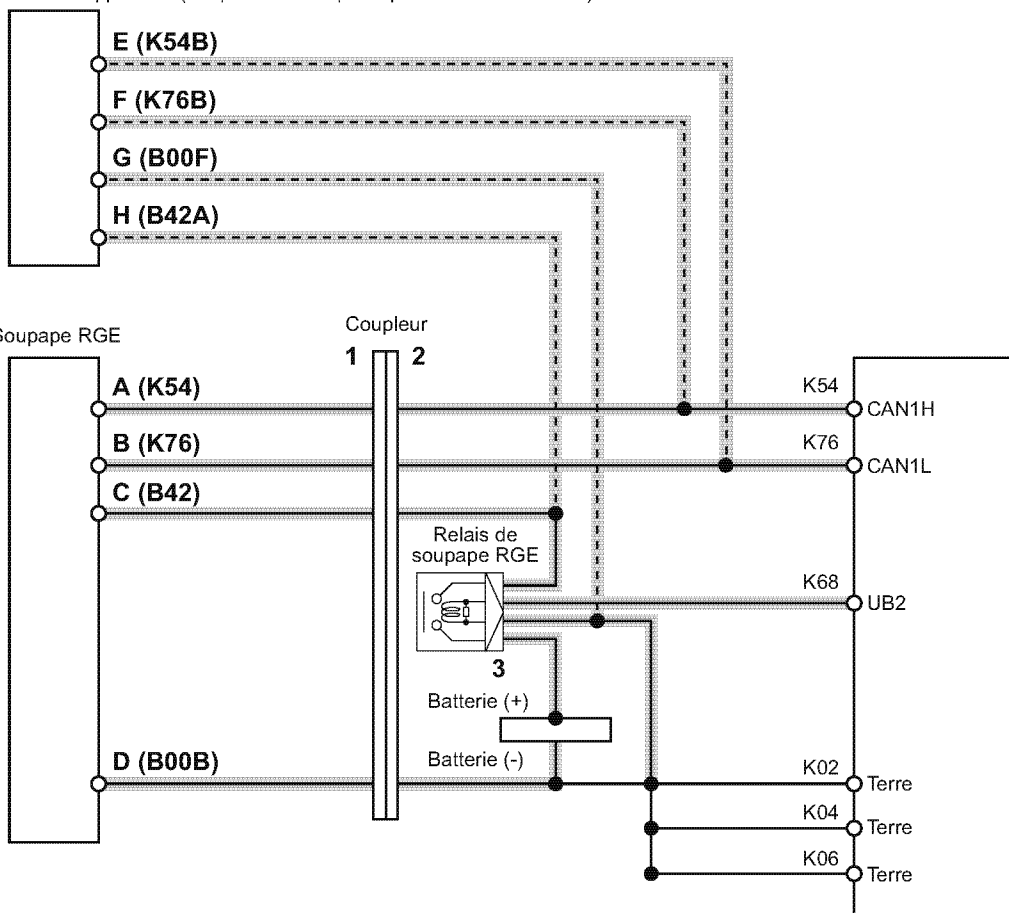 E (K54B)
F (K76B)
G (B00F)
H (B42A)
Soupape RGE
Coupleur
1 2
A (K54)
K54
CAN1H
B (K76)
K76
CAN1L
C (B42)
Relais de
soupape RGE
K68
UB2
3
Batterie (+)
Batterie (-)
D (B00B)
K02
Terre
K04
Terre
K06
Terre